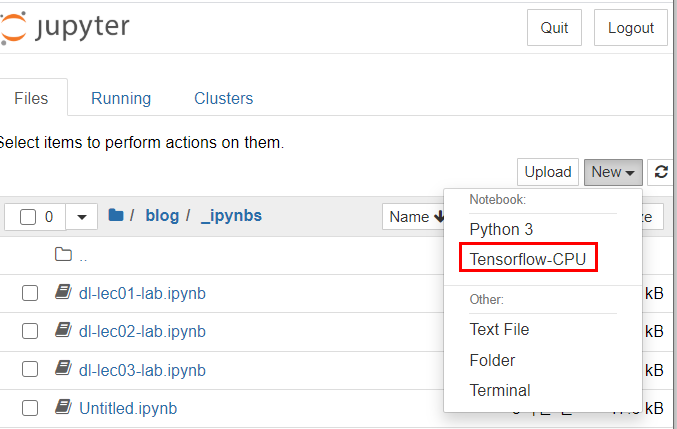 jupyter
Quit
Logout
Files
Running
Clusters
Select items to perform actions on them.
Upload
New
0
/ blog / _ipynbs
Name
Notebook:
Python 3
Tensorflow-CPU
Other:
Text File
Folder
Terminal
..
dl-lec01-lab.ipynb
kB
dl-lec02-lab.ipynb
kB
dl-lec03-lab.ipynb
kB
Untitled.ipynb
kB